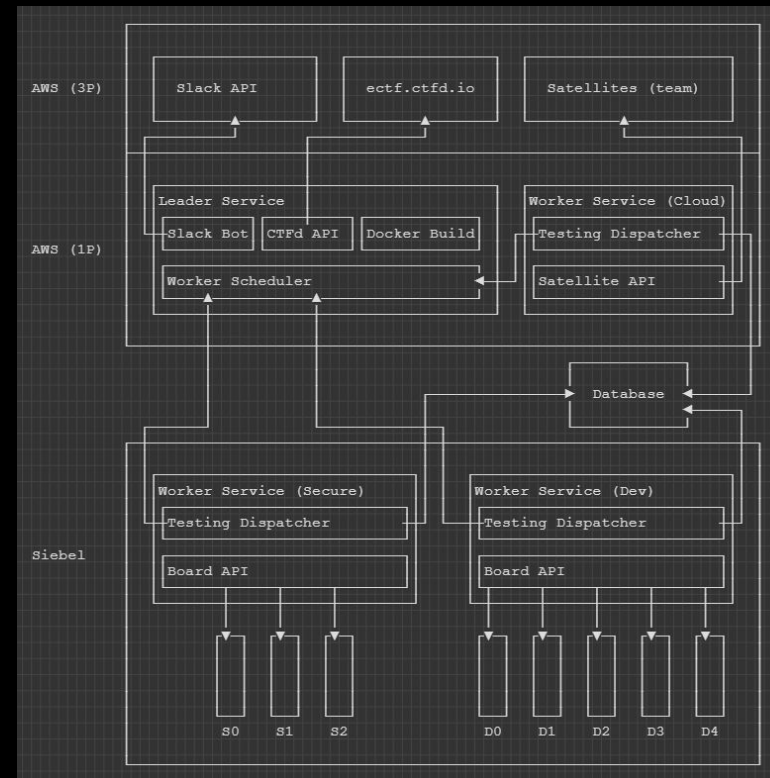 AWS (3P)
Slack API
ectf.ctfd.io
Satellites (team)
AWS (1P)
Leader Service
Slack Bot
CTFd API
Docker Build
Worker Scheduler
Worker Service (Cloud)
Testing Dispatcher
Satellite API
Database
Siebel
Worker Service (Secure)
Testing Dispatcher
Board API
S0
S1
S2
Worker Service (Dev)
Testing Dispatcher
Board API
D0
D1
D2
D3
D4